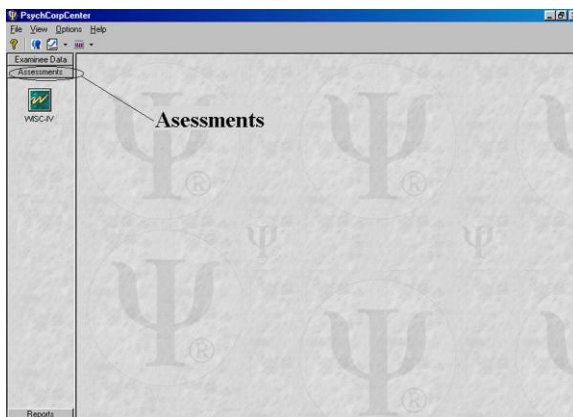 PsychCorpCenter
File View Options Help
Examinee Data
Assessments
WISC-IV
Asessments
Reports